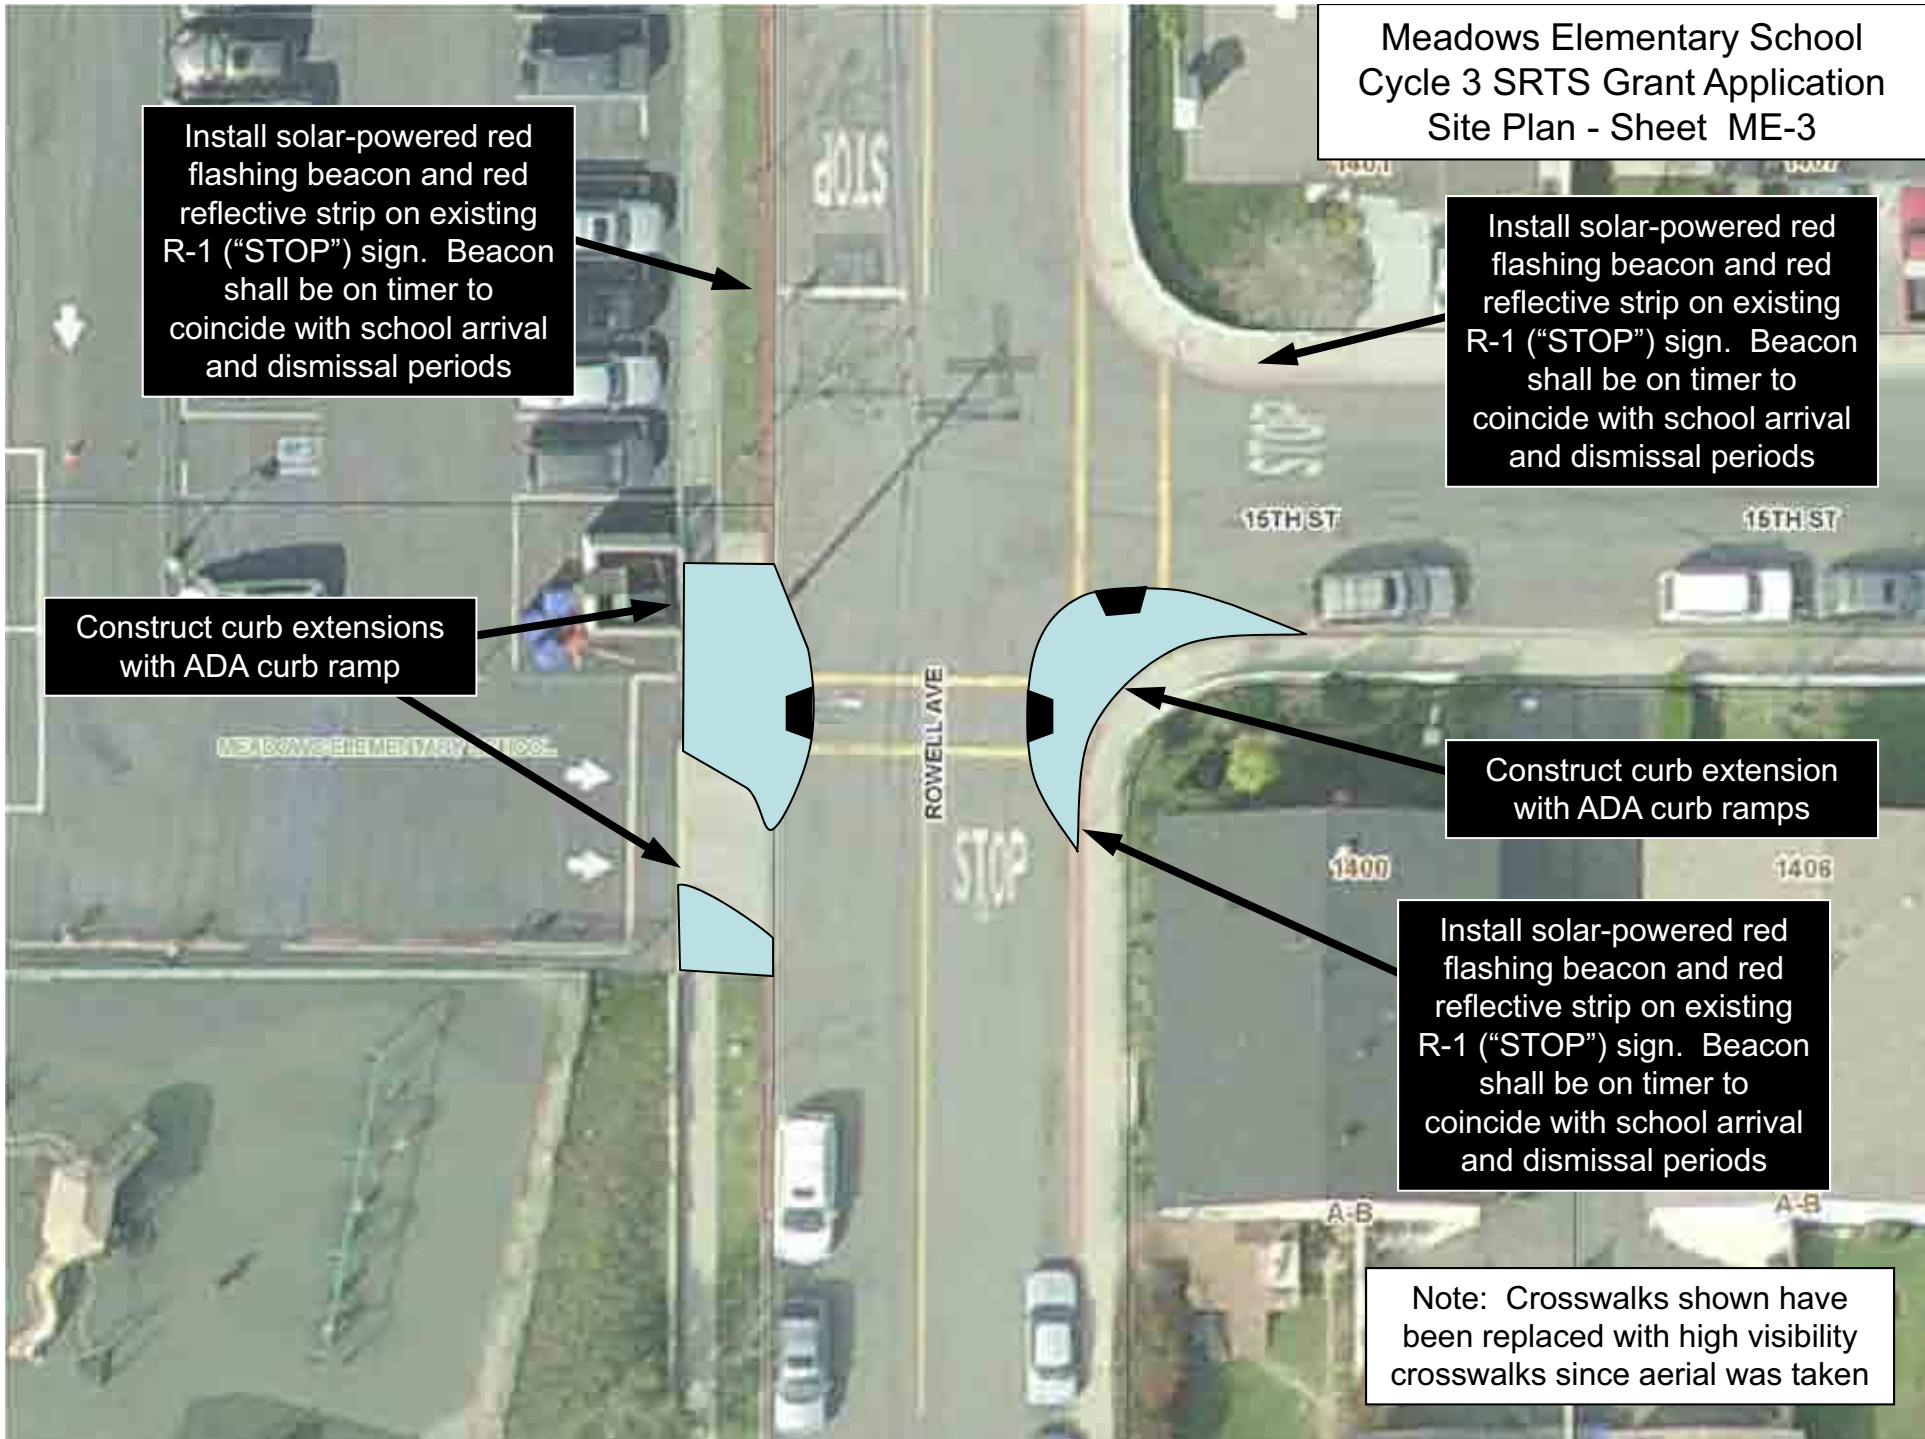 Meadows Elementary School
Cycle 3 SRTS Grant Application
Site Plan - Sheet  ME-3
Install solar-powered red
flashing beacon and red
reflective strip on existing
R-1 (“STOP”) sign.  Beacon
shall be on timer to
coincide with school arrival
and dismissal periods
STOP
1401
1407
Install solar-powered red
flashing beacon and red
reflective strip on existing
R-1 (“STOP”) sign.  Beacon
shall be on timer to
coincide with school arrival
and dismissal periods
STOP
15TH ST
15TH ST
Construct curb extensions
with ADA curb ramp
MEADOWS ELEMENTARY SCHOOL
ROWELL AVE
STOP
Construct curb extension
with ADA curb ramps
1400
1406
Install solar-powered red
flashing beacon and red
reflective strip on existing
R-1 (“STOP”) sign.  Beacon
shall be on timer to
coincide with school arrival
and dismissal periods
A-B
A-B
Note:  Crosswalks shown have
been replaced with high visibility
crosswalks since aerial was taken